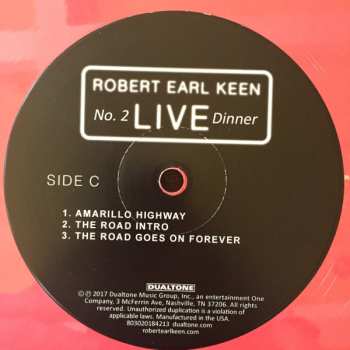 ROBERT EARL KEEN
No. 2 LIVE Dinner
SIDE C
1. AMARILLO HIGHWAY
2. THE ROAD INTRO
3. THE ROAD GOES ON FOREVER
DUALTONE
© ℗ 2017 Dualtone Music Group, Inc., an entertainment One
Company, 3 McFerrin Ave, Nashville, TN 37206. All rights
reserved. Unauthorized duplication is a violation of
applicable laws. Manufactured in the USA.
803020184213 dualtone.com
robertearlkeen.com